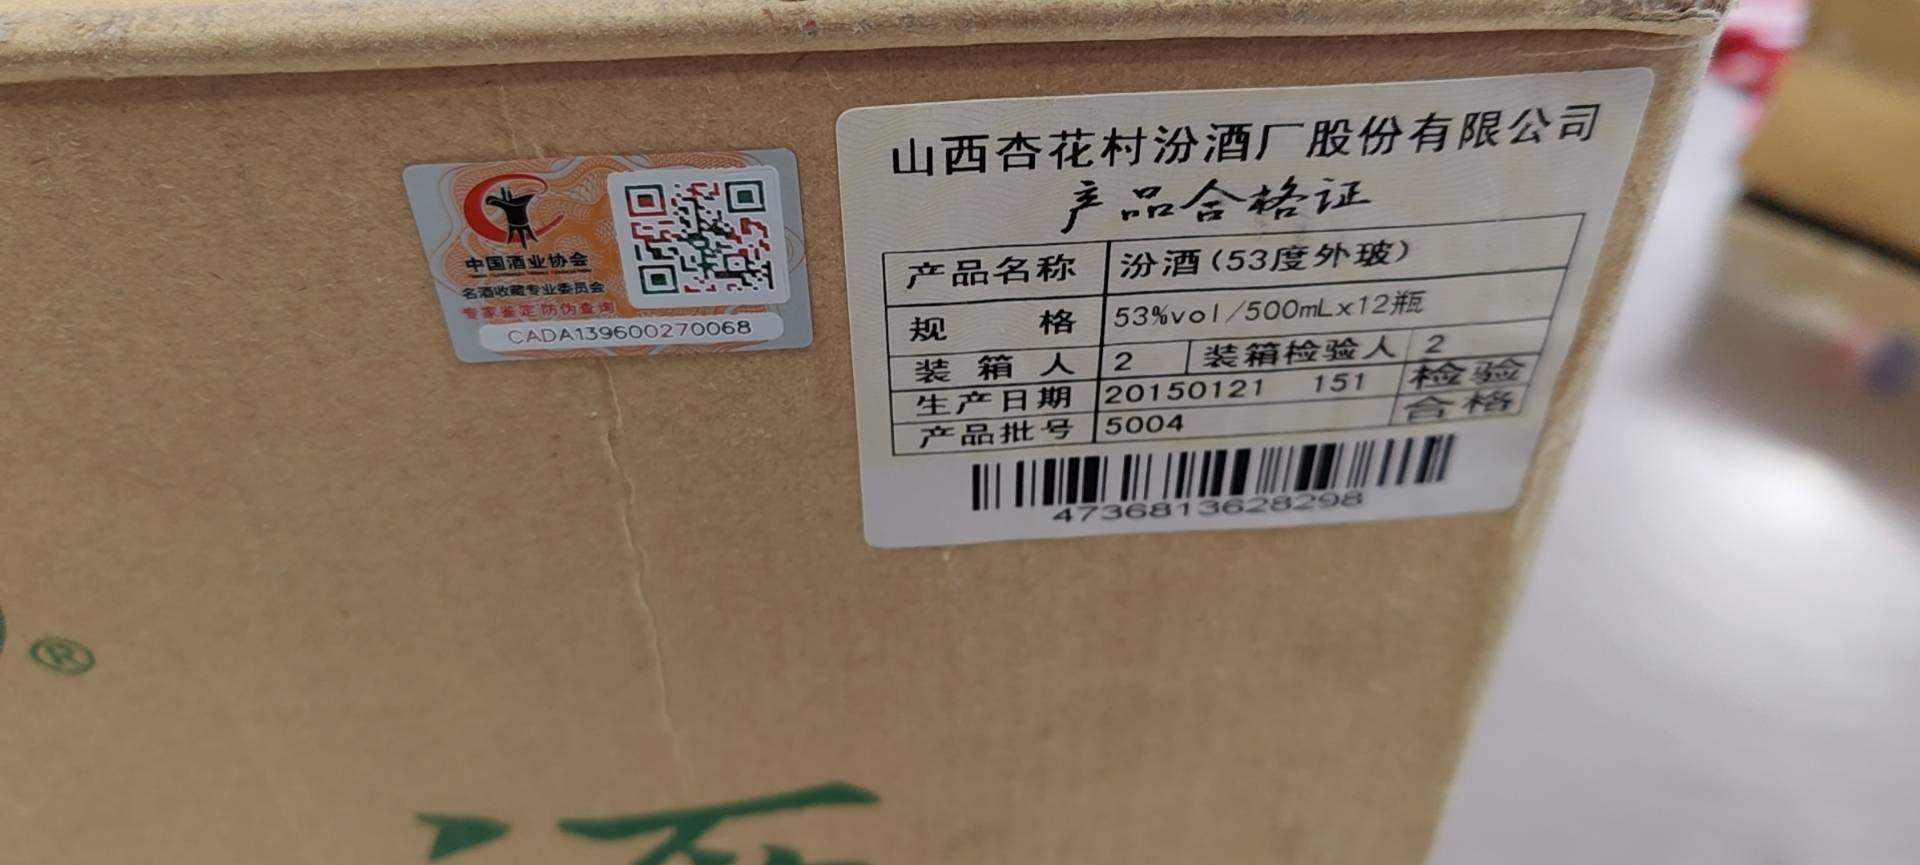 中国酒业协会
名酒收藏专业委员会
专家鉴定 防伪查询
CADA139600270068
山西杏花村汾酒厂股份有限公司
产品合格证
产品名称 汾酒(53度外玻)
规 格 53%vol/500mLx12瓶
装 箱 人 2 装箱检验人 2
生产日期 20150121 151 检验
产品批号 5004 合格
4736813628298
®